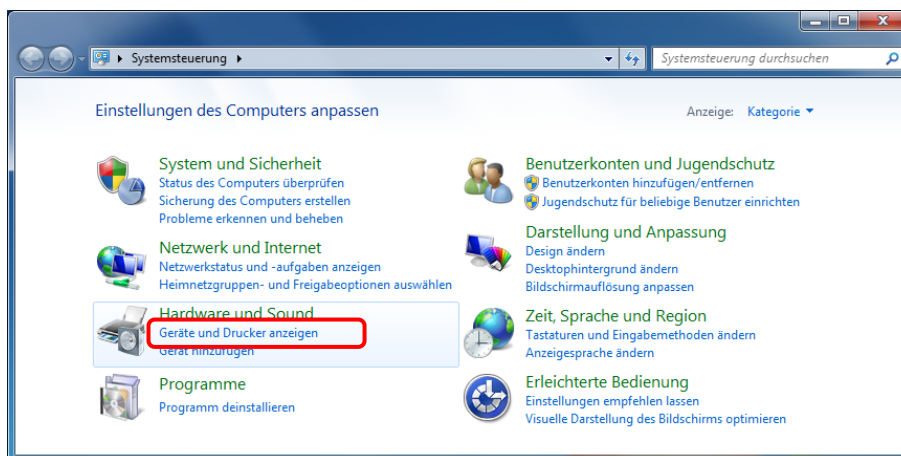 Systemsteuerung
Systemsteuerung durchsuchen
Einstellungen des Computers anpassen
Anzeige: Kategorie
System und Sicherheit
Status des Computers überprüfen
Sicherung des Computers erstellen
Probleme erkennen und beheben
Netzwerk und Internet
Netzwerkstatus und -aufgaben anzeigen
Heimnetzgruppen- und Freigabeoptionen auswählen
Hardware und Sound
Geräte und Drucker anzeigen
Gerät hinzufügen
Programme
Programm deinstallieren
Benutzerkonten und Jugendschutz
Benutzerkonten hinzufügen/entfernen
Jugendschutz für beliebige Benutzer einrichten
Darstellung und Anpassung
Design ändern
Desktophintergrund ändern
Bildschirmauflösung anpassen
Zeit, Sprache und Region
Tastaturen und Eingabemethoden ändern
Anzeigesprache ändern
Erleichterte Bedienung
Einstellungen empfehlen lassen
Visuelle Darstellung des Bildschirms optimieren